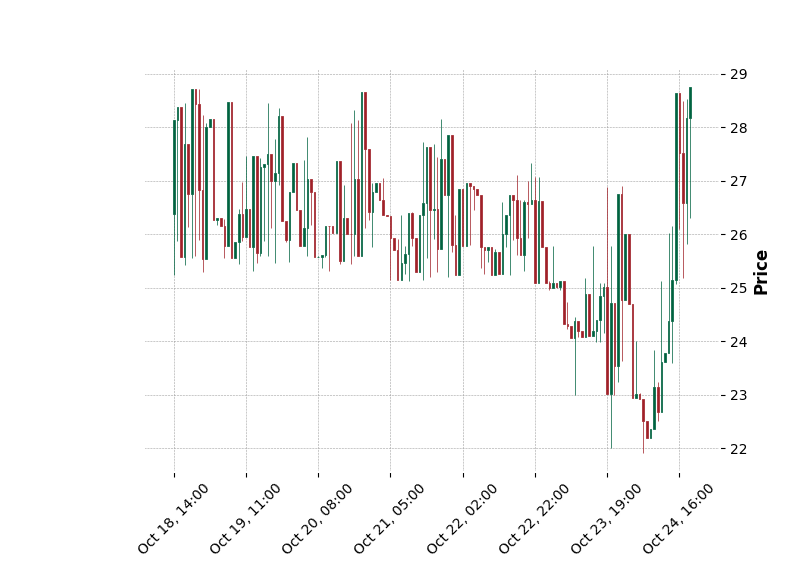 29
28
27
26
25
24
23
22
Price
Oct 18, 14:00
Oct 19, 11:00
Oct 20, 08:00
Oct 21, 05:00
Oct 22, 02:00
Oct 22, 22:00
Oct 23, 19:00
Oct 24, 16:00